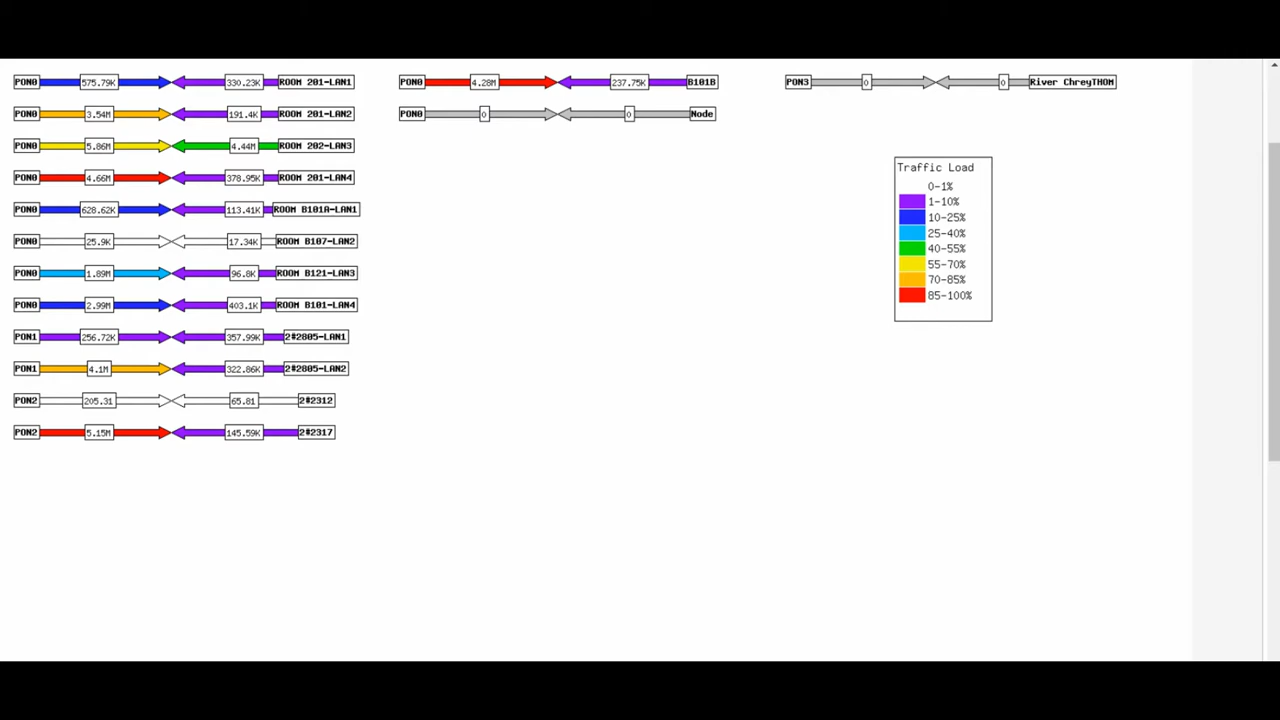 PON0 575.79K 330.23K ROOM 201-LAN1
PON0 3.54M 191.4K ROOM 201-LAN2
PON0 5.86M 4.44M ROOM 202-LAN3
PON0 4.66M 378.95K ROOM 201-LAN4
PON0 628.62K 113.41K ROOM B101A-LAN1
PON0 25.9K 17.34K ROOM B107-LAN2
PON0 1.89M 96.8K ROOM B121-LAN3
PON0 2.99M 403.1K ROOM B101-LAN4
PON1 256.72K 357.99K 2#2805-LAN1
PON1 4.1M 322.86K 2#2805-LAN2
PON2 205.31 65.81 2#2312
PON2 5.15M 145.59K 2#2317
PON0 4.28M 237.75K B101B
PON0 0 0 Node
PON3 0 0 River ChreyTHOM
Traffic Load
0-1%
1-10%
10-25%
25-40%
40-55%
55-70%
70-85%
85-100%